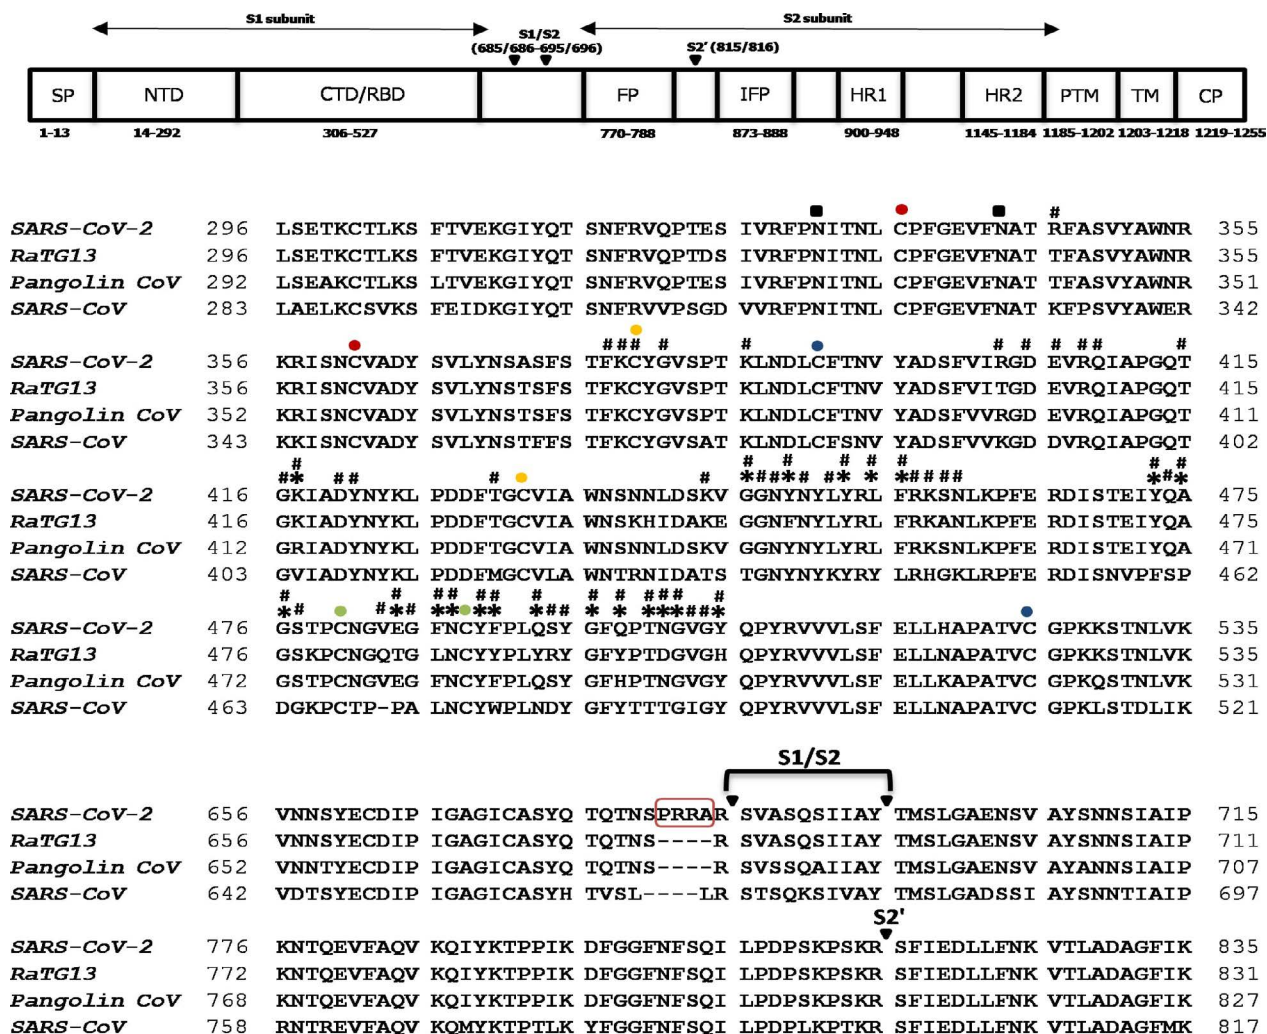 S1 subunit S2 subunit
S1/S2
(685/686-695/696) S2' (815/816)
SP NTD CTD/RBD FP IFP HR1 HR2 PTM TM CP
1-13 14-292 306-527 770-788 873-888 900-948 1145-1184 1185-1202 1203-1218 1219-1255
#
SARS-CoV-2 296 LSETKCTLKS FTVEKGIYQT SNFRVQPTES IVRFPNITNL CPFGEVFNAT RFASVYAWNR 355
RaTG13 296 LSETKCTLKS FTVEKGIYQT SNFRVQPTDS IVRFPNITNL CPFGEVFNAT TFASVYAWNR 355
Pangolin CoV 292 LSEAKCTLKS LTVEKGIYQT SNFRVQPTES IVRFPNITNL CPFGEVFNAT TFASVYAWNR 351
SARS-CoV 283 LAELKCSVKS FEIDKGIYQT SNFRVVPSGD VVRFPNITNL CPFGEVFNAT KFPSVYAWER 342
### # # # # # ## #
SARS-CoV-2 356 KRISNCVADY SVLYNSASFS TFKCYGVSPT KLNDLCFTNV YADSFVIRGD EVRQIAPGQT 415
RaTG13 356 KRISNCVADY SVLYNSTSFS TFKCYGVSPT KLNDLCFTNV YADSFVITGD EVRQIAPGQT 415
Pangolin CoV 352 KRISNCVADY SVLYNSTSFS TFKCYGVSPT KLNDLCFTNV YADSFVVRGD EVRQIAPGQT 411
SARS-CoV 343 KKISNCVADY SVLYNSTFFS TFKCYGVSAT KLNDLCFSNV YADSFVVKGD DVRQIAPGQT 402
# # # # # # # #
#* ## # # *##*#*#* * *#### *#*
SARS-CoV-2 416 GKIADYNYKL PDDFTGCVIA WNSNNLDSKV GGNYNYLYRL FRKSNLKPFE RDISTEIYQA 475
RaTG13 416 GKIADYNYKL PDDFTGCVIA WNSKHIDAKE GGNFNYLYRL FRKANLKPFE RDISTEIYQA 475
Pangolin CoV 412 GRIADYNYKL PDDFTGCVIA WNSNNLDSKV GGNYNYLYRL FRKSNLKPFE RDISTEIYQA 471
SARS-CoV 403 GVIADYNYKL PDDFMGCVLA WNTRNIDATS TGNYNYKYRY LRHGKLRPFE RDISNVPFSP 462
# # ## ## # # # ### #
*# #*# ** ** *## * * ***##*
SARS-CoV-2 476 GSTPCNGVEG FNCYFPLQSY GFQPTNGVGY QPYRVVVLSF ELLHAPATVC GPKKSTNLVK 535
RaTG13 476 GSKPCNGQTG LNCYYPLYRY GFYPTDGVGH QPYRVVVLSF ELLNAPATVC GPKKSTNLVK 535
Pangolin CoV 472 GSTPCNGVEG FNCYFPLQSY GFHPTNGVGY QPYRVVVLSF ELLKAPATVC GPKQSTNLVK 531
SARS-CoV 463 DGKPCTP-PA LNCYWPLNDY GFYTTTGIGY QPYRVVVLSF ELLNAPATVC GPKLSTDLIK 521
S1/S2
SARS-CoV-2 656 VNNSYECDIP IGAGICASYQ TQTNSPRRAR SVASQSIIAY TMSLGAENSV AYSNNSIAIP 715
RaTG13 656 VNNSYECDIP IGAGICASYQ TQTNS----R SVASQSIIAY TMSLGAENSV AYSNNSIAIP 711
Pangolin CoV 652 VNNTYECDIP IGAGICASYQ TQTNS----R SVSSQAIIAY TMSLGAENSV AYSNNSIAIP 707
SARS-CoV 642 VDTSYECDIP IGAGICASYH TVSL----LR STSQKSIVAY TMSLGADSSI AYSNNTIAIP 697
S2'
SARS-CoV-2 776 KNTQEVFAQV KQIYKTPPIK DFGGFNFSQI LPDPSKPSKR SFIEDLLFNK VTLADAGFIK 835
RaTG13 772 KNTQEVFAQV KQIYKTPPIK DFGGFNFSQI LPDPSKPSKR SFIEDLLFNK VTLADAGFIK 831
Pangolin CoV 768 KNTQEVFAQV KQIYKTPPIK DFGGFNFSQI LPDPSKPSKR SFIEDLLFNK VTLADAGFIK 827
SARS-CoV 758 RNTREVFAQV KQMYKTPTLK YFGGFNFSQI LPDPLKPTKR SFIEDLLFNK VTLADAGFMK 817